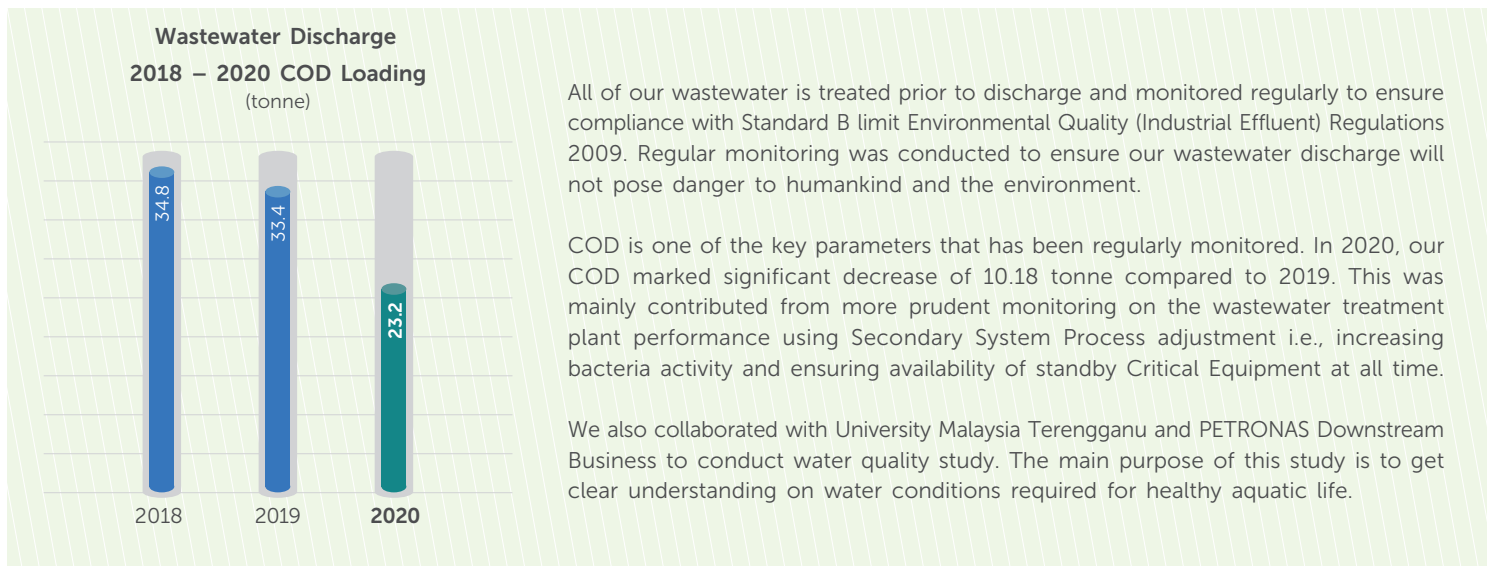 Wastewater Discharge
2018 – 2020 COD Loading
(tonne)
34.8
33.4
23.2
2018
2019
2020
All of our wastewater is treated prior to discharge and monitored regularly to ensure
compliance with Standard B limit Environmental Quality (Industrial Effluent) Regulations
2009. Regular monitoring was conducted to ensure our wastewater discharge will
not pose danger to humankind and the environment.
COD is one of the key parameters that has been regularly monitored. In 2020, our
COD marked significant decrease of 10.18 tonne compared to 2019. This was
mainly contributed from more prudent monitoring on the wastewater treatment
plant performance using Secondary System Process adjustment i.e., increasing
bacteria activity and ensuring availability of standby Critical Equipment at all time.
We also collaborated with University Malaysia Terengganu and PETRONAS Downstream
Business to conduct water quality study. The main purpose of this study is to get
clear understanding on water conditions required for healthy aquatic life.